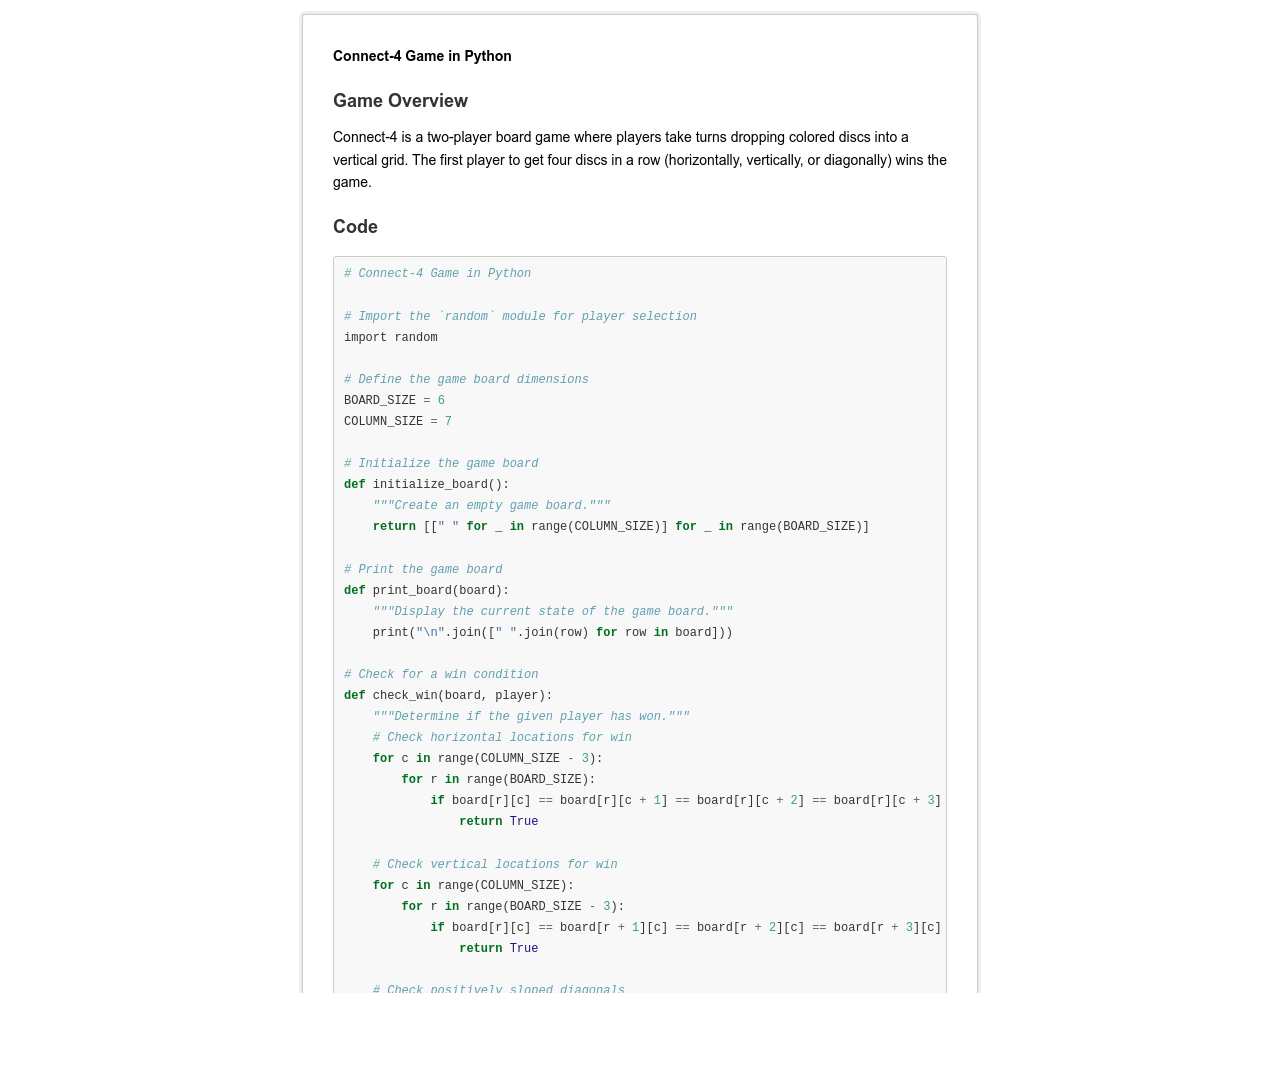 Connect-4 Game in Python
Game Overview
Connect-4 is a two-player board game where players take turns dropping colored discs into a
vertical grid. The first player to get four discs in a row (horizontally, vertically, or diagonally) wins the
game.
Code
# Connect-4 Game in Python
# Import the `random` module for player selection
import random
# Define the game board dimensions
BOARD_SIZE = 6
COLUMN_SIZE = 7
# Initialize the game board
def initialize_board():
    """Create an empty game board."""
    return [[" " for _ in range(COLUMN_SIZE)] for _ in range(BOARD_SIZE)]
# Print the game board
def print_board(board):
    """Display the current state of the game board."""
    print("\n".join([" ".join(row) for row in board]))
# Check for a win condition
def check_win(board, player):
    """Determine if the given player has won."""
    # Check horizontal locations for win
    for c in range(COLUMN_SIZE - 3):
        for r in range(BOARD_SIZE):
            if board[r][c] == board[r][c + 1] == board[r][c + 2] == board[r][c + 3]
                return True
    # Check vertical locations for win
    for c in range(COLUMN_SIZE):
        for r in range(BOARD_SIZE - 3):
            if board[r][c] == board[r + 1][c] == board[r + 2][c] == board[r + 3][c]
                return True
    # Check positively sloped diagonals